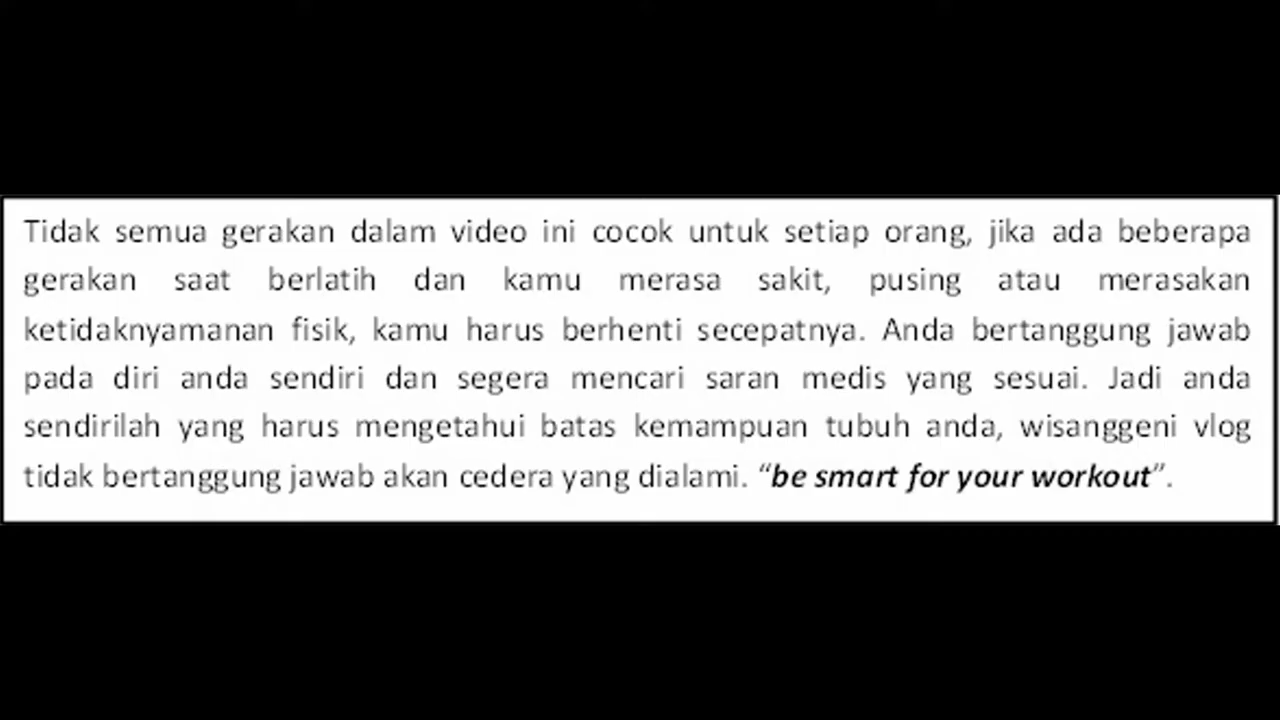 Tidak semua gerakan dalam video ini cocok untuk setiap orang, jika ada beberapa
gerakan saat berlatih dan kamu merasa sakit, pusing atau merasakan
ketidaknyamanan fisik, kamu harus berhenti secepatnya. Anda bertanggung jawab
pada diri anda sendiri dan segera mencari saran medis yang sesuai. Jadi anda
sendirilah yang harus mengetahui batas kemampuan tubuh anda, wisanggeni vlog
tidak bertanggung jawab akan cedera yang dialami. “be smart for your workout”.